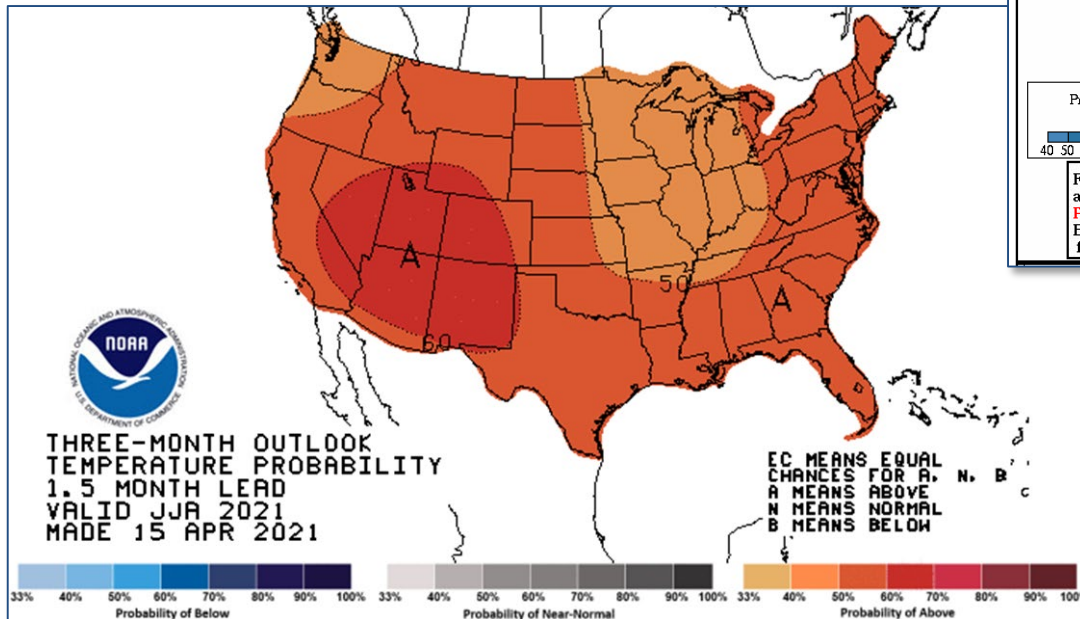 A
A
50
60
NATIONAL OCEANIC AND ATMOSPHERIC ADMINISTRATION
NOAA
U.S. DEPARTMENT OF COMMERCE
THREE-MONTH OUTLOOK
TEMPERATURE PROBABILITY
1.5 MONTH LEAD
VALID JJA 2021
MADE 15 APR 2021
EC MEANS EQUAL
CHANCES FOR A, N, B
A MEANS ABOVE
N MEANS NORMAL
B MEANS BELOW
33% 40% 50% 60% 70% 80% 90% 100%
Probability of Below
33% 40% 50% 60% 70% 80% 90% 100%
Probability of Near-Normal
33% 40% 50% 60% 70% 80% 90% 100
Probability of Above
40 50